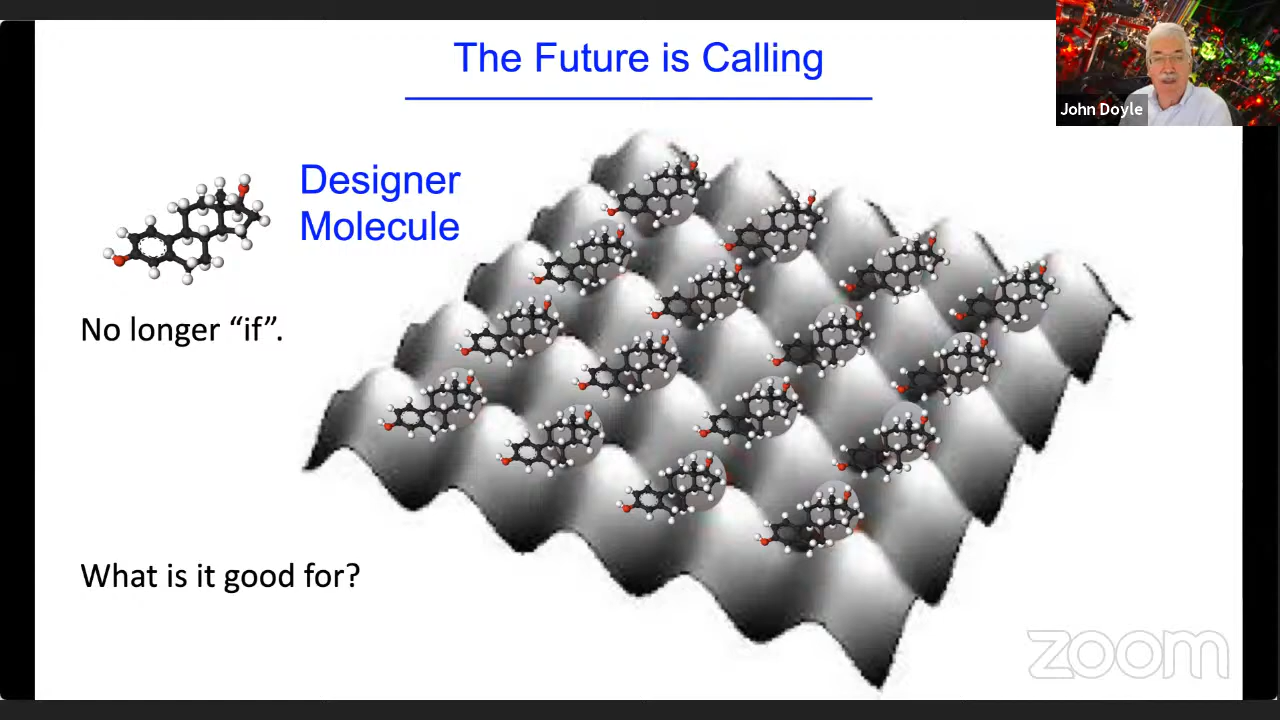 The Future is Calling
John Doyle
Designer
Molecule
No longer “if”.
What is it good for?
zoom